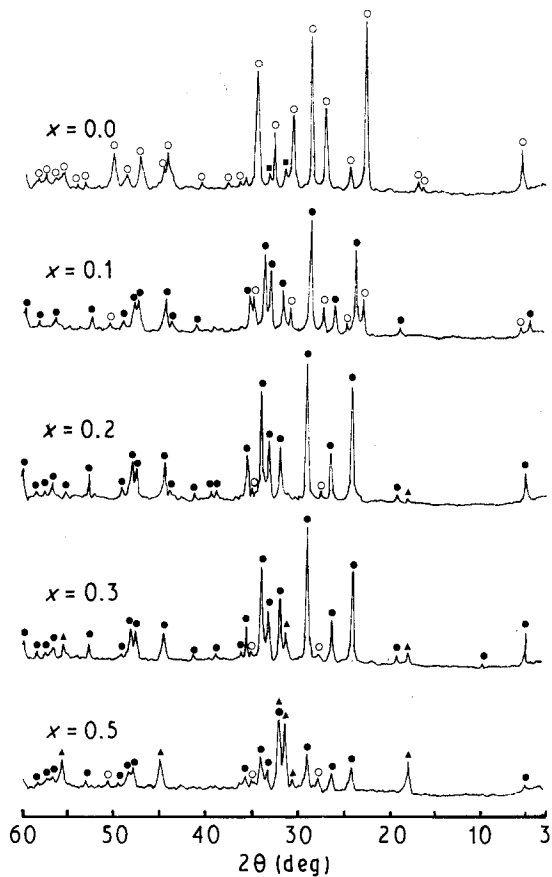 x = 0.0
x = 0.1
x = 0.2
x = 0.3
x = 0.5
60 50 40 30 20 10 3
2θ (deg)